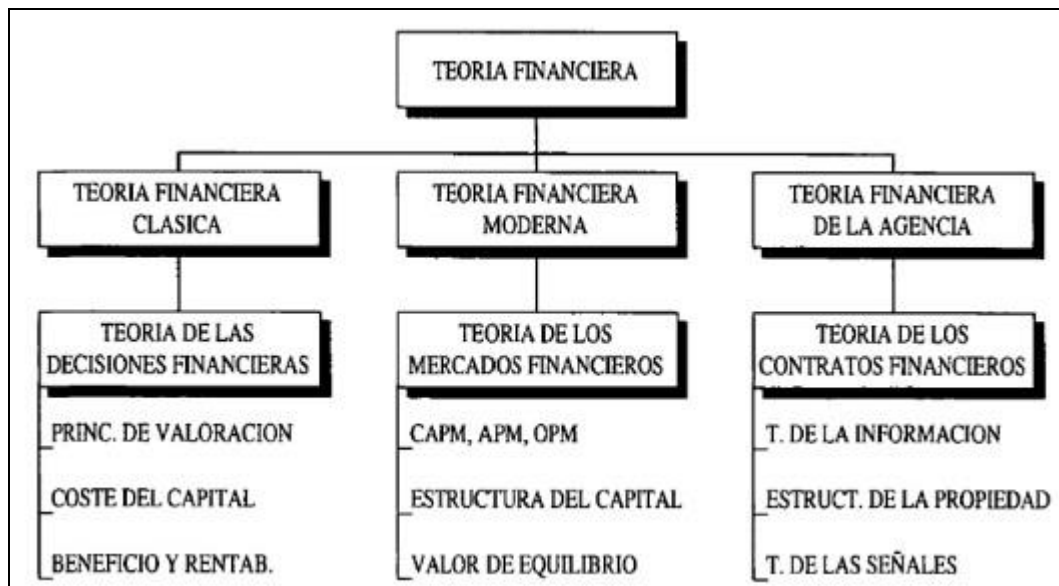 TEORIA FINANCIERA
TEORIA FINANCIERA
CLASICA
TEORIA FINANCIERA
MODERNA
TEORIA FINANCIERA
DE LA AGENCIA
TEORIA DE LAS
DECISIONES FINANCIERAS
TEORIA DE LOS
MERCADOS FINANCIEROS
TEORIA DE LOS
CONTRATOS FINANCIEROS
PRINC. DE VALORACION
COSTE DEL CAPITAL
BENEFICIO Y RENTAB.
CAPM, APM, OPM
ESTRUCTURA DEL CAPITAL
VALOR DE EQUILIBRIO
T. DE LA INFORMACION
ESTRUCT. DE LA PROPIEDAD
T. DE LAS SEÑALES